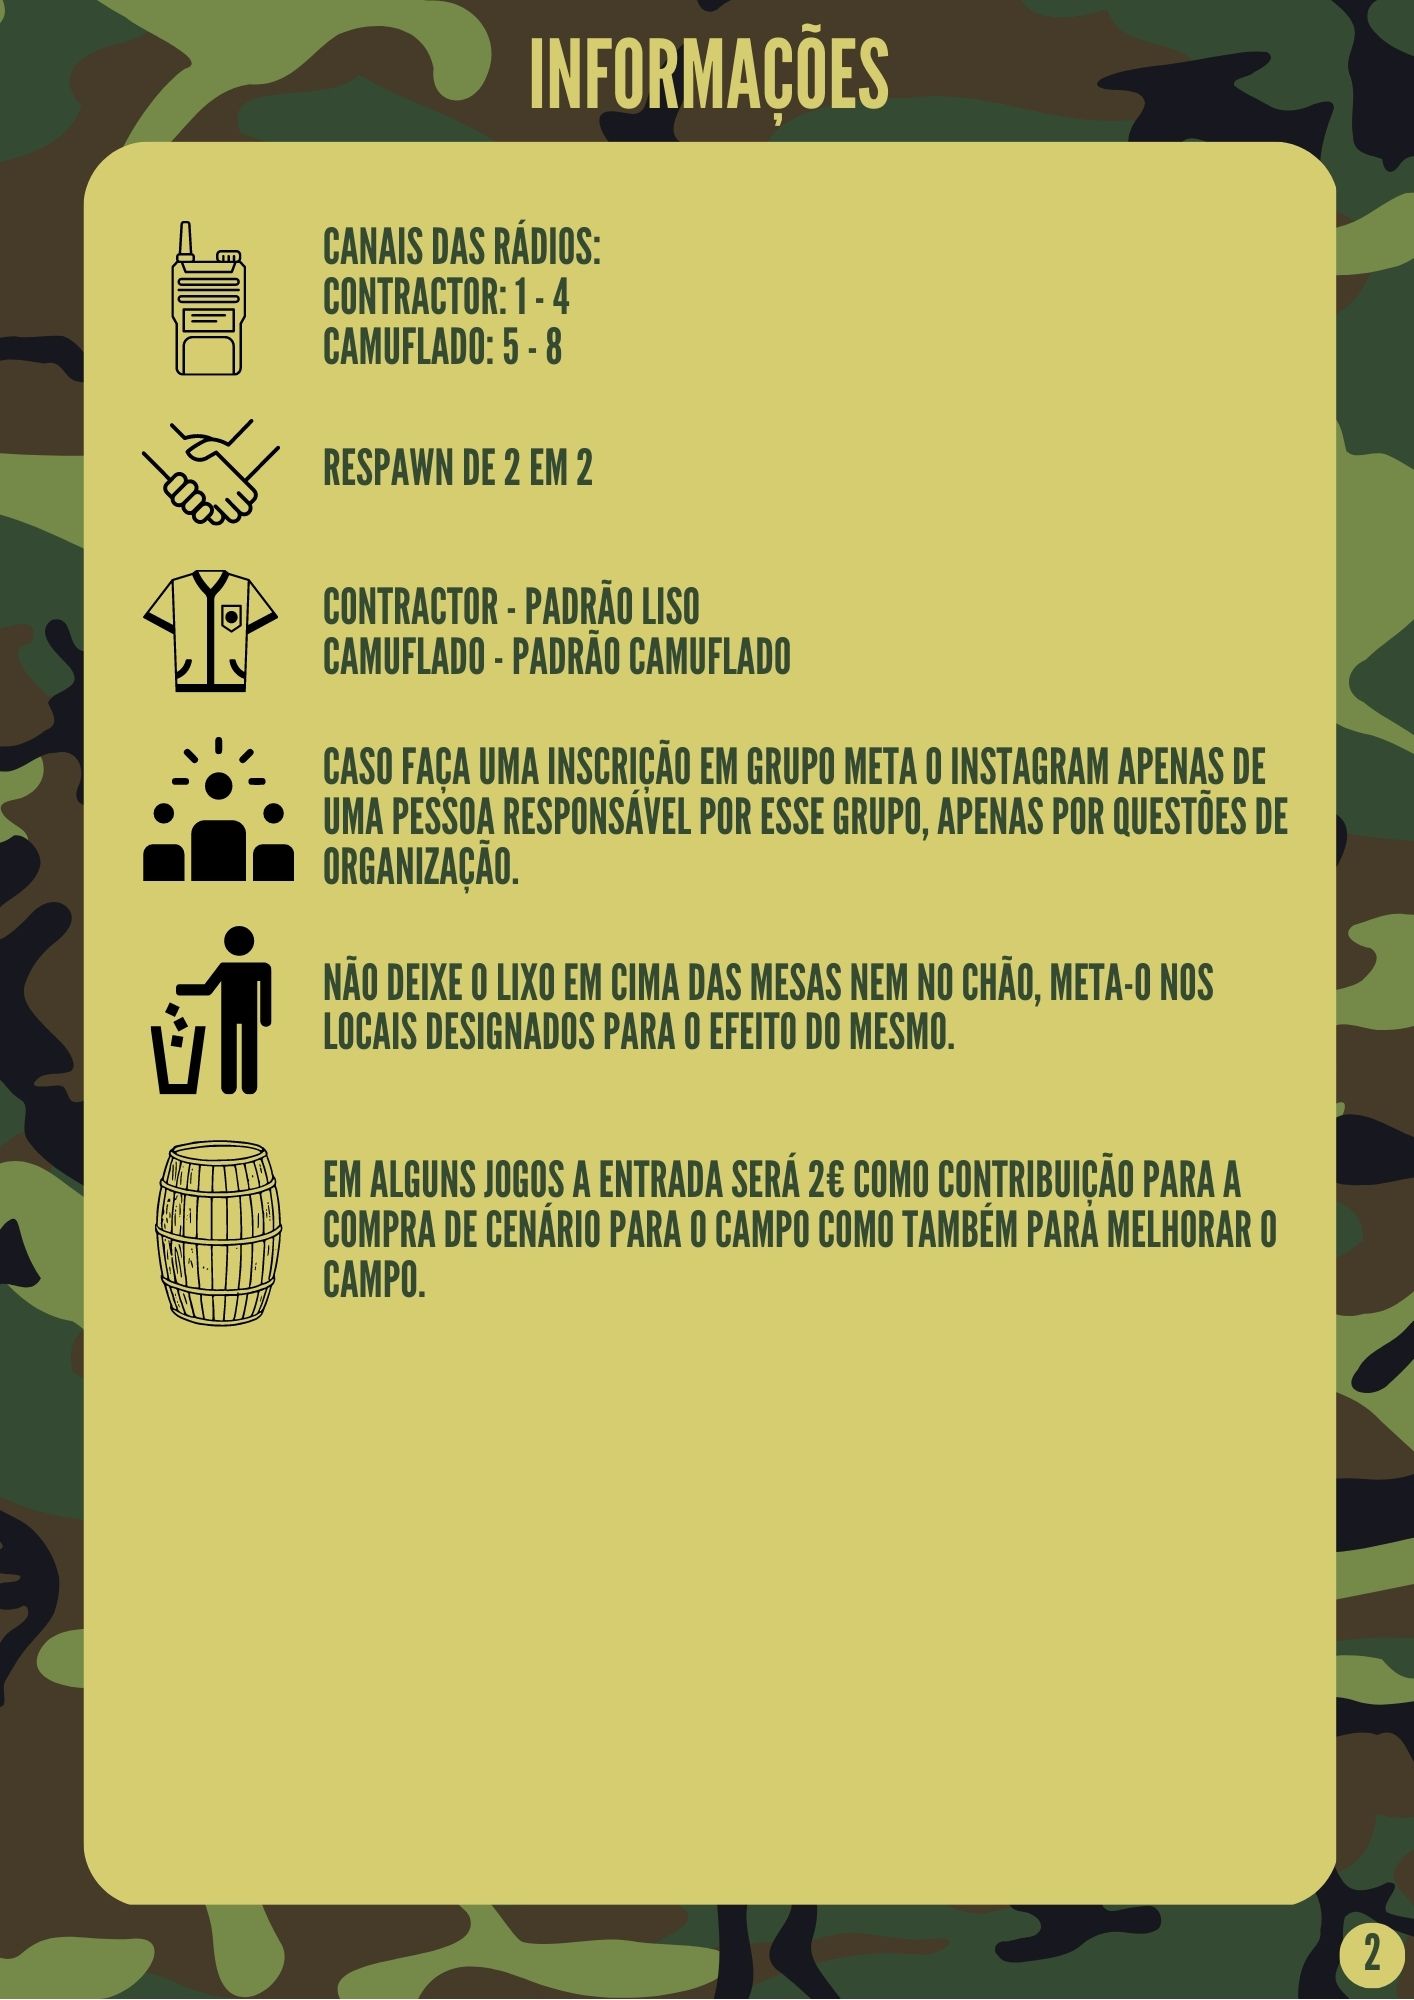 INFORMAÇÕES
CANAIS DAS RÁDIOS:
CONTRACTOR: 1 - 4
CAMUFLADO: 5 - 8
RESPAWN DE 2 EM 2
CONTRACTOR - PADRÃO LISO
CAMUFLADO - PADRÃO CAMUFLADO
CASO FAÇA UMA INSCRIÇÃO EM GRUPO META O INSTAGRAM APENAS DE
UMA PESSOA RESPONSÁVEL POR ESSE GRUPO, APENAS POR QUESTÕES DE
ORGANIZAÇÃO.
NÃO DEIXE O LIXO EM CIMA DAS MESAS NEM NO CHÃO, META-O NOS
LOCAIS DESIGNADOS PARA O EFEITO DO MESMO.
EM ALGUNS JOGOS A ENTRADA SERÁ 2€ COMO CONTRIBUIÇÃO PARA A
COMPRA DE CENÁRIO PARA O CAMPO COMO TAMBÉM PARA MELHORAR O
CAMPO.
2